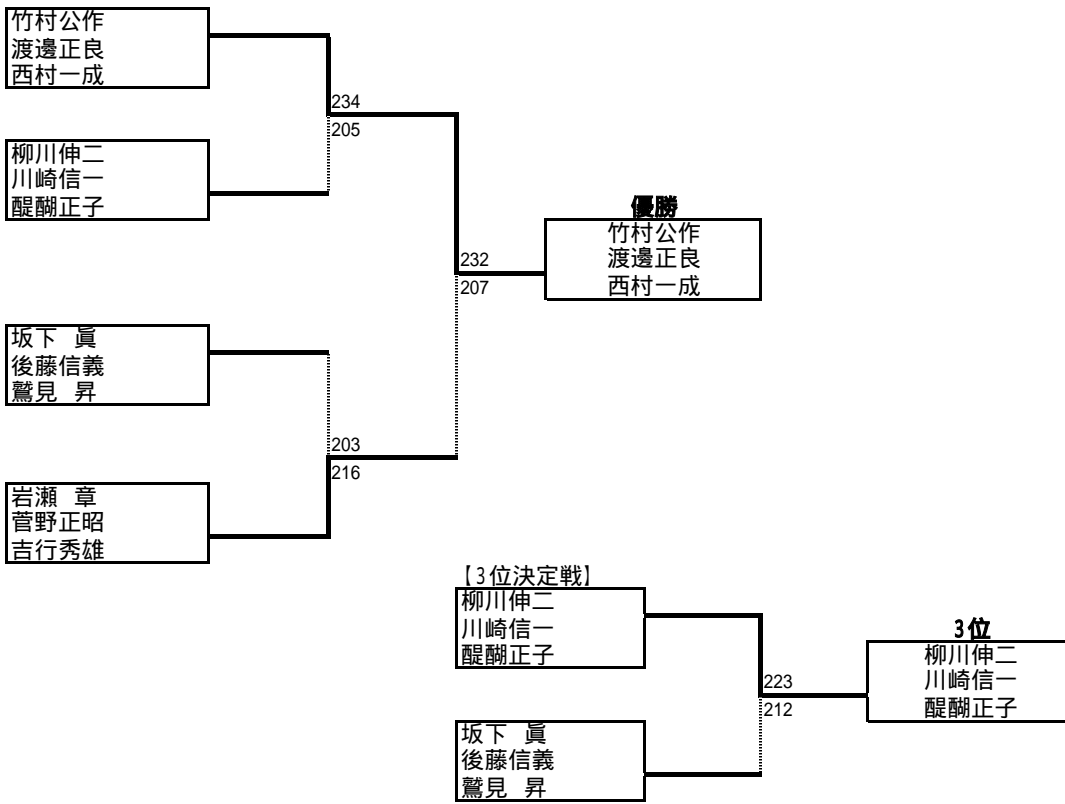 竹村公作
渡邊正良
西村一成
234
205
柳川伸二
川崎信一
醍醐正子
優勝
竹村公作
渡邊正良
西村一成
232
207
坂下 眞
後藤信義
鷲見 昇
203
216
岩瀬 章
菅野正昭
吉行秀雄
【3位決定戦】
柳川伸二
川崎信一
醍醐正子
3位
柳川伸二
川崎信一
醍醐正子
223
212
坂下 眞
後藤信義
鷲見 昇